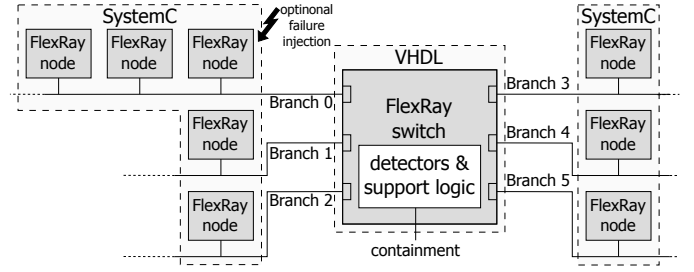 SystemC
optinonal
failure
injection
SystemC
FlexRay
node
FlexRay
node
FlexRay
node
VHDL
FlexRay
node
Branch 0
Branch 3
FlexRay
switch
FlexRay
node
Branch 1
Branch 4
FlexRay
node
detectors &
support logic
FlexRay
node
Branch 2
Branch 5
FlexRay
node
containment